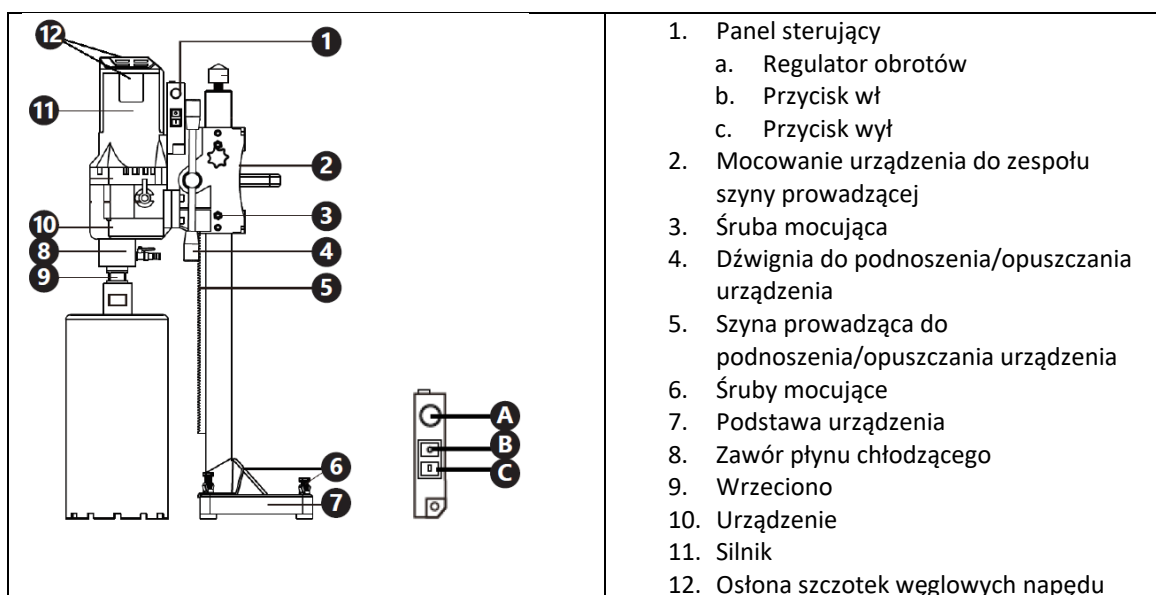 12
1
11
2
10
3
8
4
9
5
A
B
6
C
7
1. Panel sterujący
a. Regulator obrotów
b. Przycisk wł
c. Przycisk wył
2. Mocowanie urządzenia do zespołu
szyny prowadzącej
3. Śruba mocująca
4. Dźwignia do podnoszenia/opuszczania
urządzenia
5. Szyna prowadząca do
podnoszenia/opuszczania urządzenia
6. Śruby mocujące
7. Podstawa urządzenia
8. Zawór płynu chłodzącego
9. Wrzeciono
10. Urządzenie
11. Silnik
12. Osłona szczotek węglowych napędu